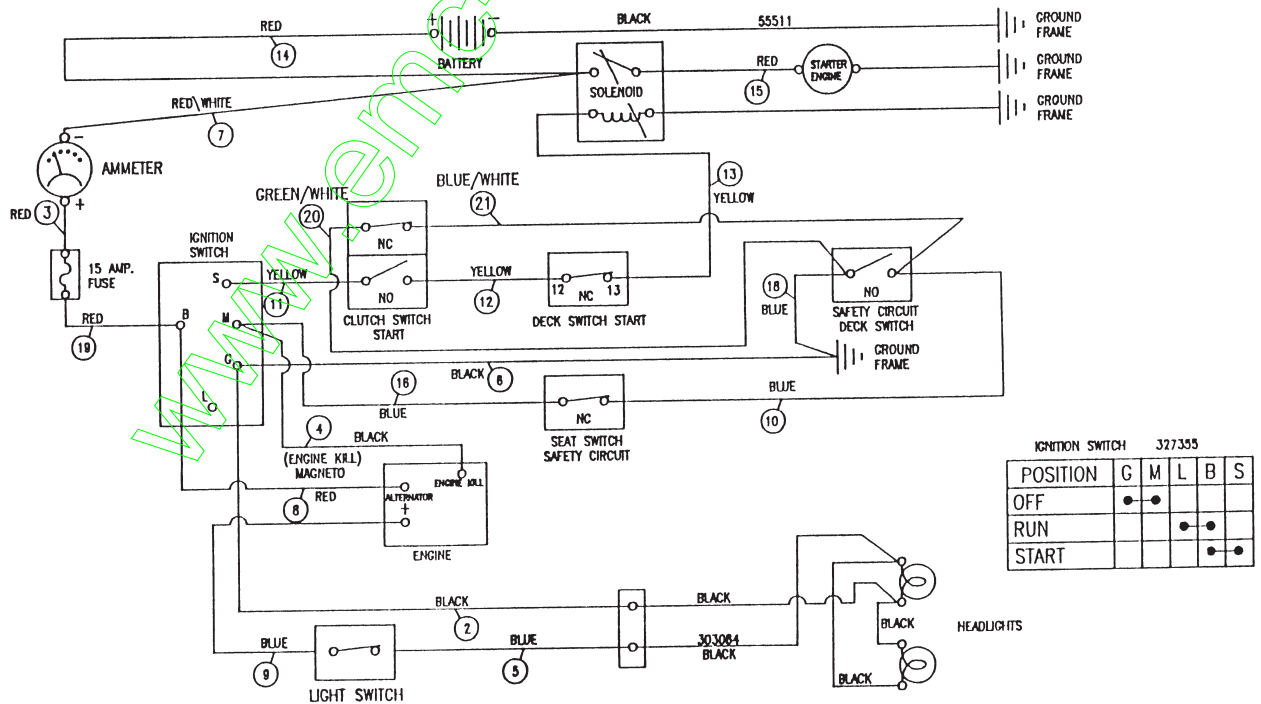 RED
14
+
-
BATTERY
BLACK
55511
GROUND
FRAME
SOLENOID
RED
15
STARTER
ENGINE
GROUND
FRAME
GROUND
FRAME
RED\WHITE
7
-
AMMETER
+
RED
3
15 AMP.
FUSE
RED
19
IGNITION
SWITCH
S
B
M
G
L
YELLOW
11
GREEN/WHITE
20
BLUE/WHITE
21
NC
NO
CLUTCH SWITCH
START
YELLOW
12
12
13
NC
DECK SWITCH START
13
YELLOW
18
BLUE
NO
SAFETY CIRCUIT
DECK SWITCH
GROUND
FRAME
BLACK
6
16
BLUE
NC
SEAT SWITCH
SAFETY CIRCUIT
BLUE
10
4
BLACK
(ENGINE KILL)
MAGNETO
RED
8
ENGINE KILL
ALTERNATOR
+
ENGINE
BLACK
2
BLUE
9
LIGHT SWITCH
BLUE
5
BLACK
303064
BLACK
BLACK
BLACK
HEADLIGHTS
IGNITION SWITCH 327355
POSITION G M L B S
OFF
RUN
START
www.em